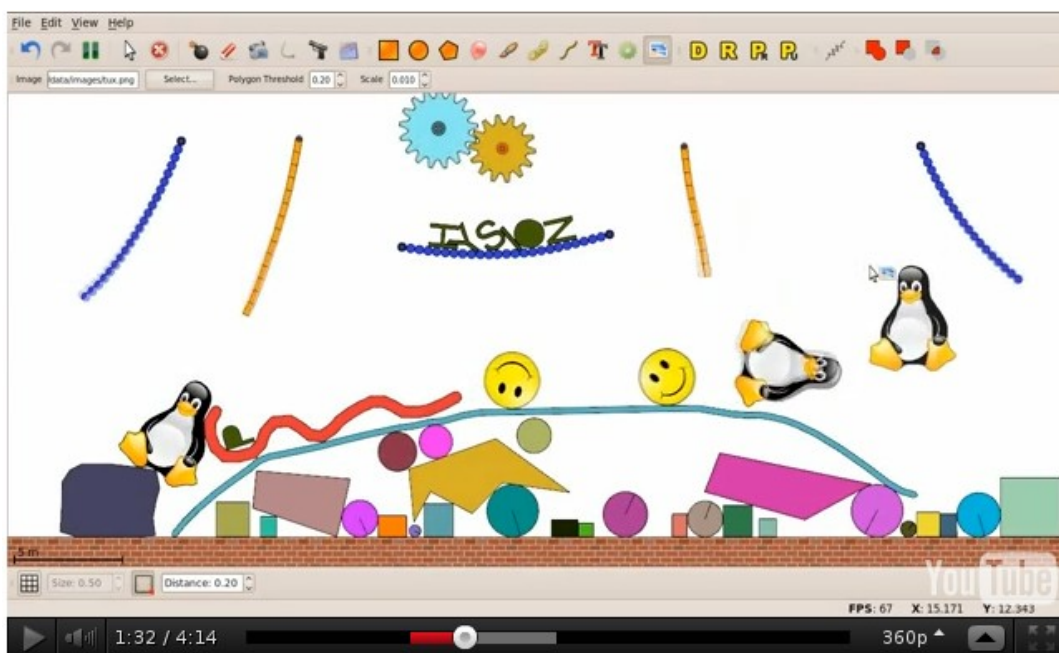 File Edit View Help
T D R P R P U
Image /data/images/tux.png Select... Polygon Threshold 0.20 Scale 0.010
5 m
Size: 0.50 Distance: 0.20
YouTube
FPS: 67 X: 15.171 Y: 12.343
1:32 / 4:14 360p